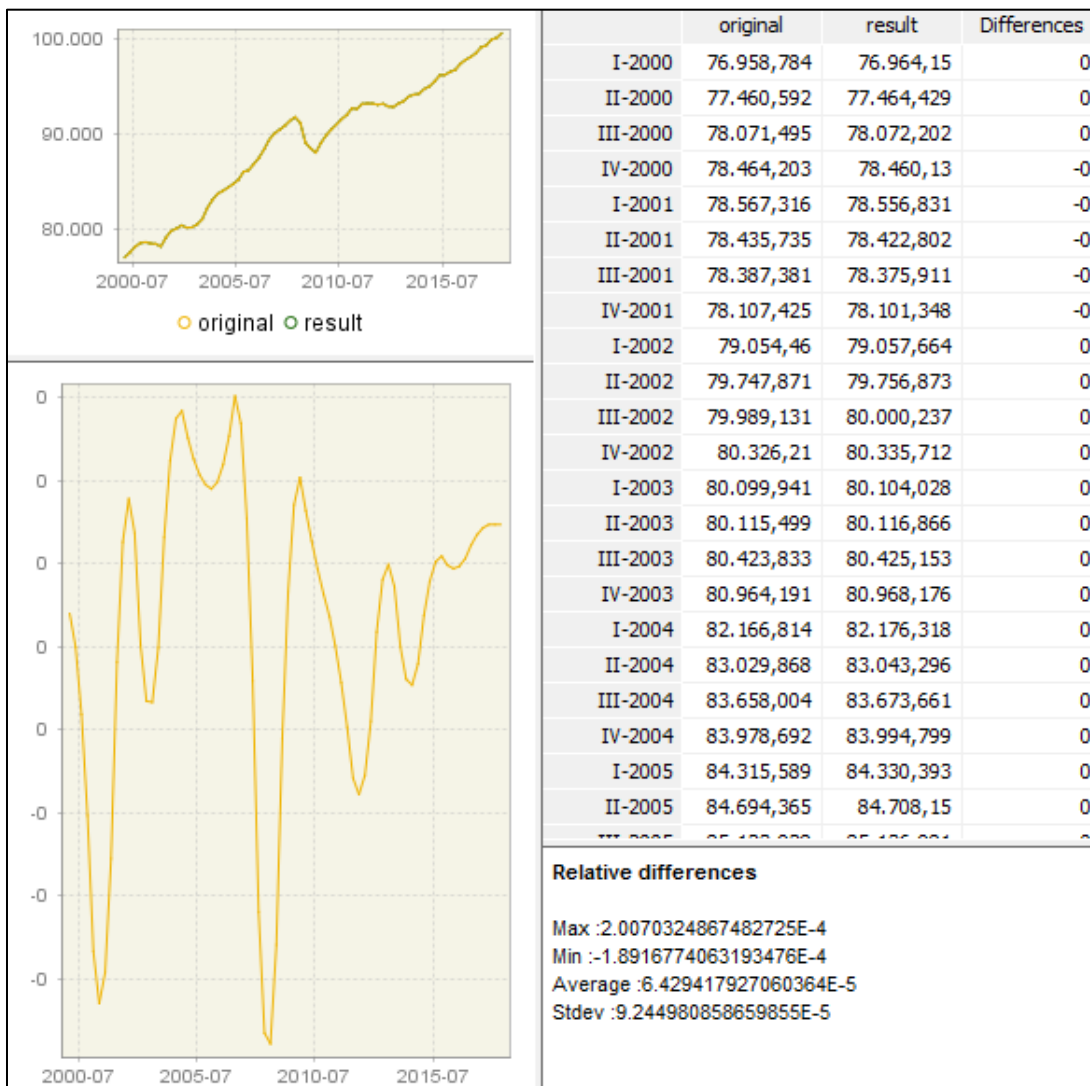 100.000
90.000
80.000
2000-07 2005-07 2010-07 2015-07
original result
0
0
0
0
0
-0
-0
-0
2000-07 2005-07 2010-07 2015-07
original result Differences
I-2000 76.958,784 76.964,15 0
II-2000 77.460,592 77.464,429 0
III-2000 78.071,495 78.072,202 0
IV-2000 78.464,203 78.460,13 -0
I-2001 78.567,316 78.556,831 -0
II-2001 78.435,735 78.422,802 -0
III-2001 78.387,381 78.375,911 -0
IV-2001 78.107,425 78.101,348 -0
I-2002 79.054,46 79.057,664 0
II-2002 79.747,871 79.756,873 0
III-2002 79.989,131 80.000,237 0
IV-2002 80.326,21 80.335,712 0
I-2003 80.099,941 80.104,028 0
II-2003 80.115,499 80.116,866 0
III-2003 80.423,833 80.425,153 0
IV-2003 80.964,191 80.968,176 0
I-2004 82.166,814 82.176,318 0
II-2004 83.029,868 83.043,296 0
III-2004 83.658,004 83.673,661 0
IV-2004 83.978,692 83.994,799 0
I-2005 84.315,589 84.330,393 0
II-2005 84.694,365 84.708,15 0
Relative differences
Max :2.0070324867482725E-4
Min :-1.8916774063193476E-4
Average :6.429417927060364E-5
Stdev :9.244980858659855E-5